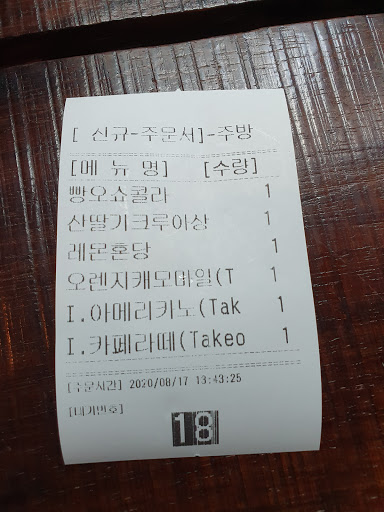 [ 신규-주문서]-주방
[메 뉴 명] [수량]
빵오쇼콜라 1
산딸기크루아상 1
레몬혼당 1
오렌지캐모마일(T 1
I.아메리카노(Tak 1
I.카페라떼(Takeo 1
[주문시간] 2020/08/17 13:43:25
[대기번호]
18